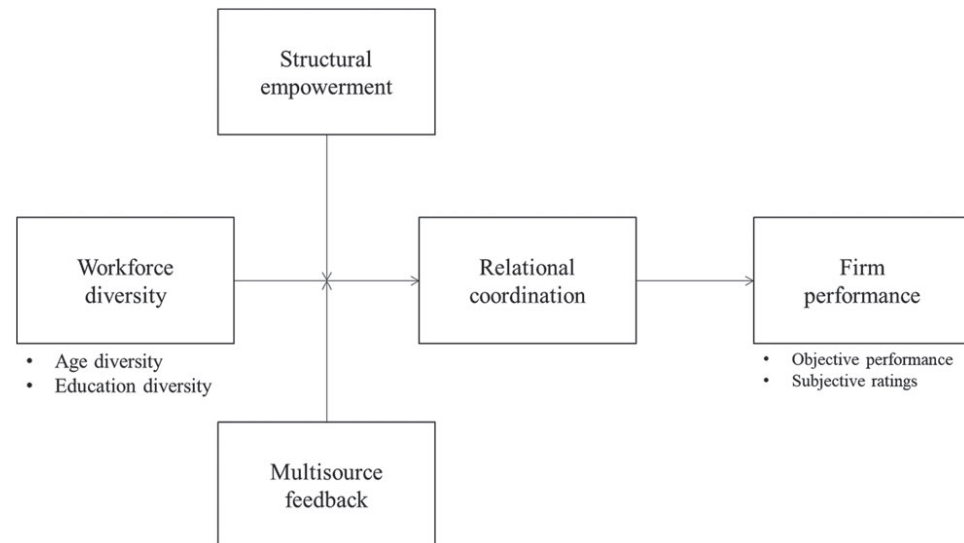 Structural
empowerment
Workforce
diversity
Relational
coordination
Firm
performance
• Age diversity
• Education diversity
• Objective performance
• Subjective ratings
Multisource
feedback